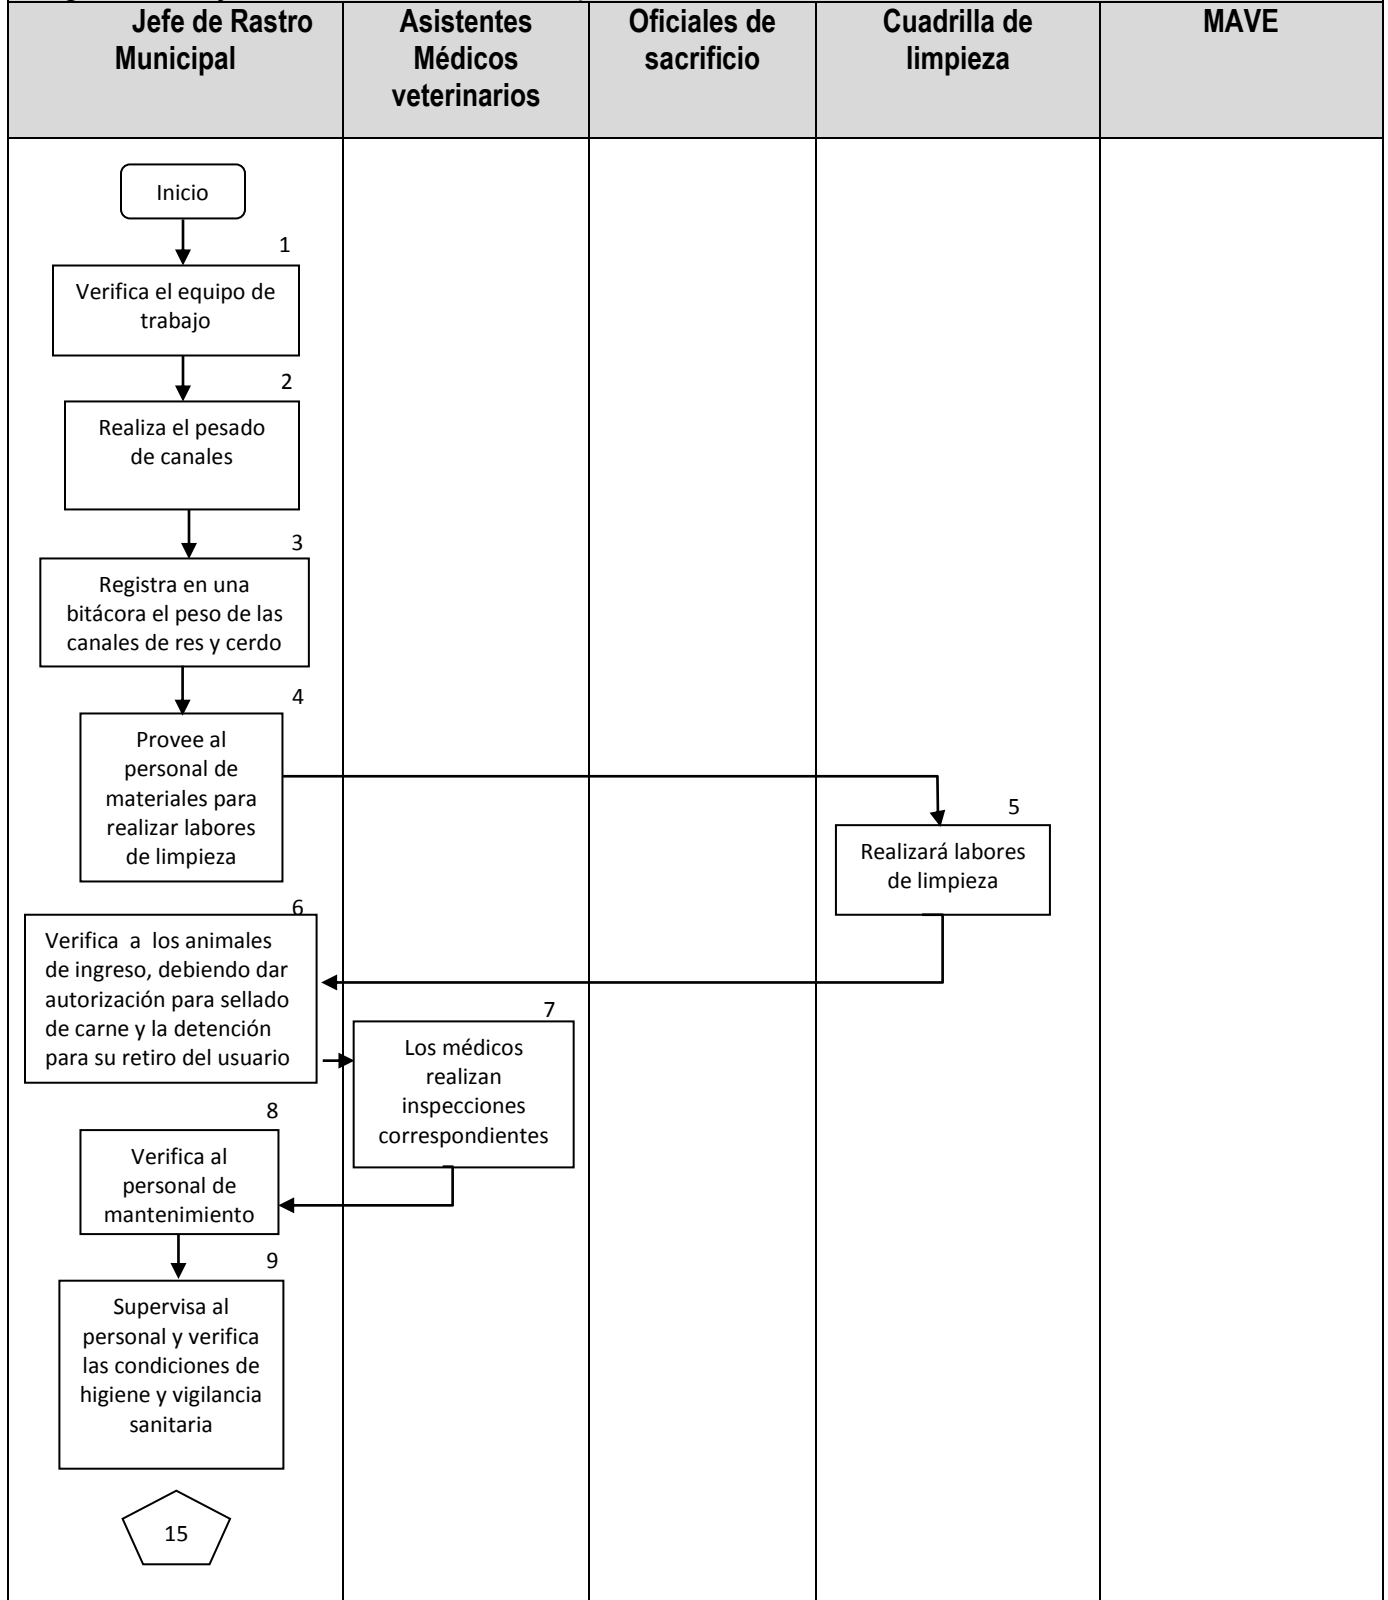 Jefe de Rastro
Municipal
Asistentes
Médicos
veterinarios
Oficiales de
sacrificio
Cuadrilla de
limpieza
MAVE
Inicio
1
Verifica el equipo de
trabajo
2
Realiza el pesado
de canales
3
Registra en una
bitácora el peso de las
canales de res y cerdo
4
Provee al
personal de
materiales para
realizar labores
de limpieza
5
Realizará labores
de limpieza
6
Verifica a los animales
de ingreso, debiendo dar
autorización para sellado
de carne y la detención
para su retiro del usuario
7
Los médicos
realizan
inspecciones
correspondientes
8
Verifica al
personal de
mantenimiento
9
Supervisa al
personal y verifica
las condiciones de
higiene y vigilancia
sanitaria
15